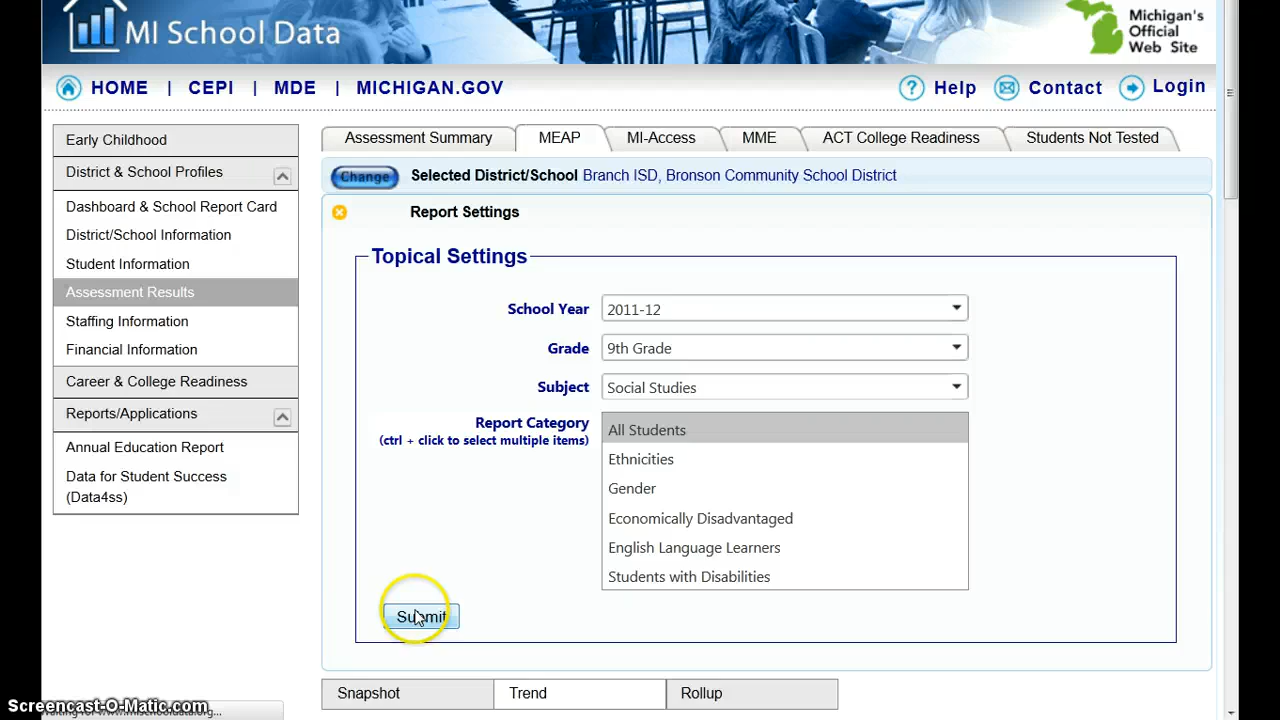 MI School Data
Michigan's
Official
Web Site
HOME | CEPI | MDE | MICHIGAN.GOV
Help Contact Login
Early Childhood
District & School Profiles
Dashboard & School Report Card
District/School Information
Student Information
Assessment Results
Staffing Information
Financial Information
Career & College Readiness
Reports/Applications
Annual Education Report
Data for Student Success
(Data4ss)
Assessment Summary MEAP MI-Access MME ACT College Readiness Students Not Tested
Change Selected District/School Branch ISD, Bronson Community School District
Report Settings
Topical Settings
School Year 2011-12
Grade 9th Grade
Subject Social Studies
Report Category
(ctrl + click to select multiple items)
All Students
Ethnicities
Gender
Economically Disadvantaged
English Language Learners
Students with Disabilities
Submit
Snapshot Trend Rollup
Screencast-O-Matic.com